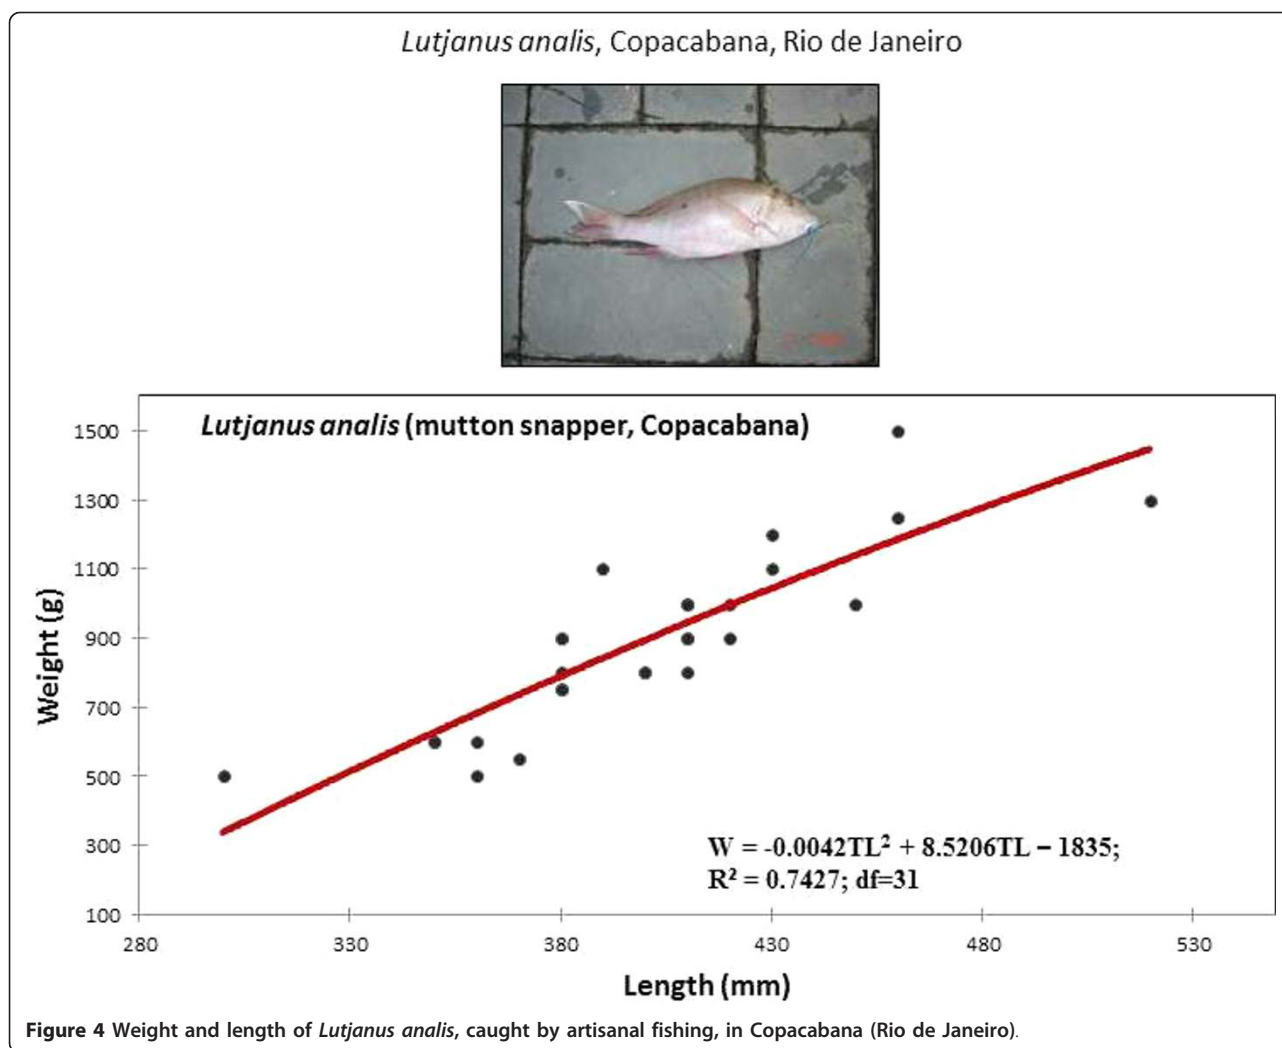 Lutjanus analis, Copacabana, Rio de Janeiro
Lutjanus analis (mutton snapper, Copacabana)
1500
1300
1100
900
700
500
300
100
Weight (g)
W = -0.0042TL² + 8.5206TL – 1835;
R² = 0.7427; df=31
280 330 380 430 480 530
Length (mm)
Figure 4 Weight and length of Lutjanus analis, caught by artisanal fishing, in Copacabana (Rio de Janeiro).